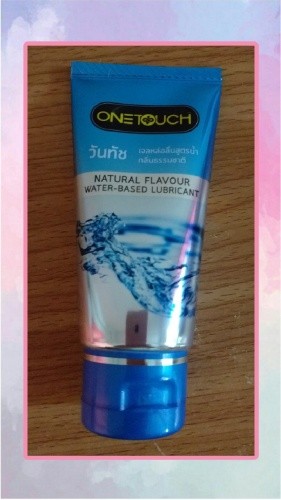 ONETOUCH
วันทัช
เจลหล่อลื่นสูตรน้ำ
กลิ่นธรรมชาติ
NATURAL FLAVOUR
WATER-BASED LUBRICANT